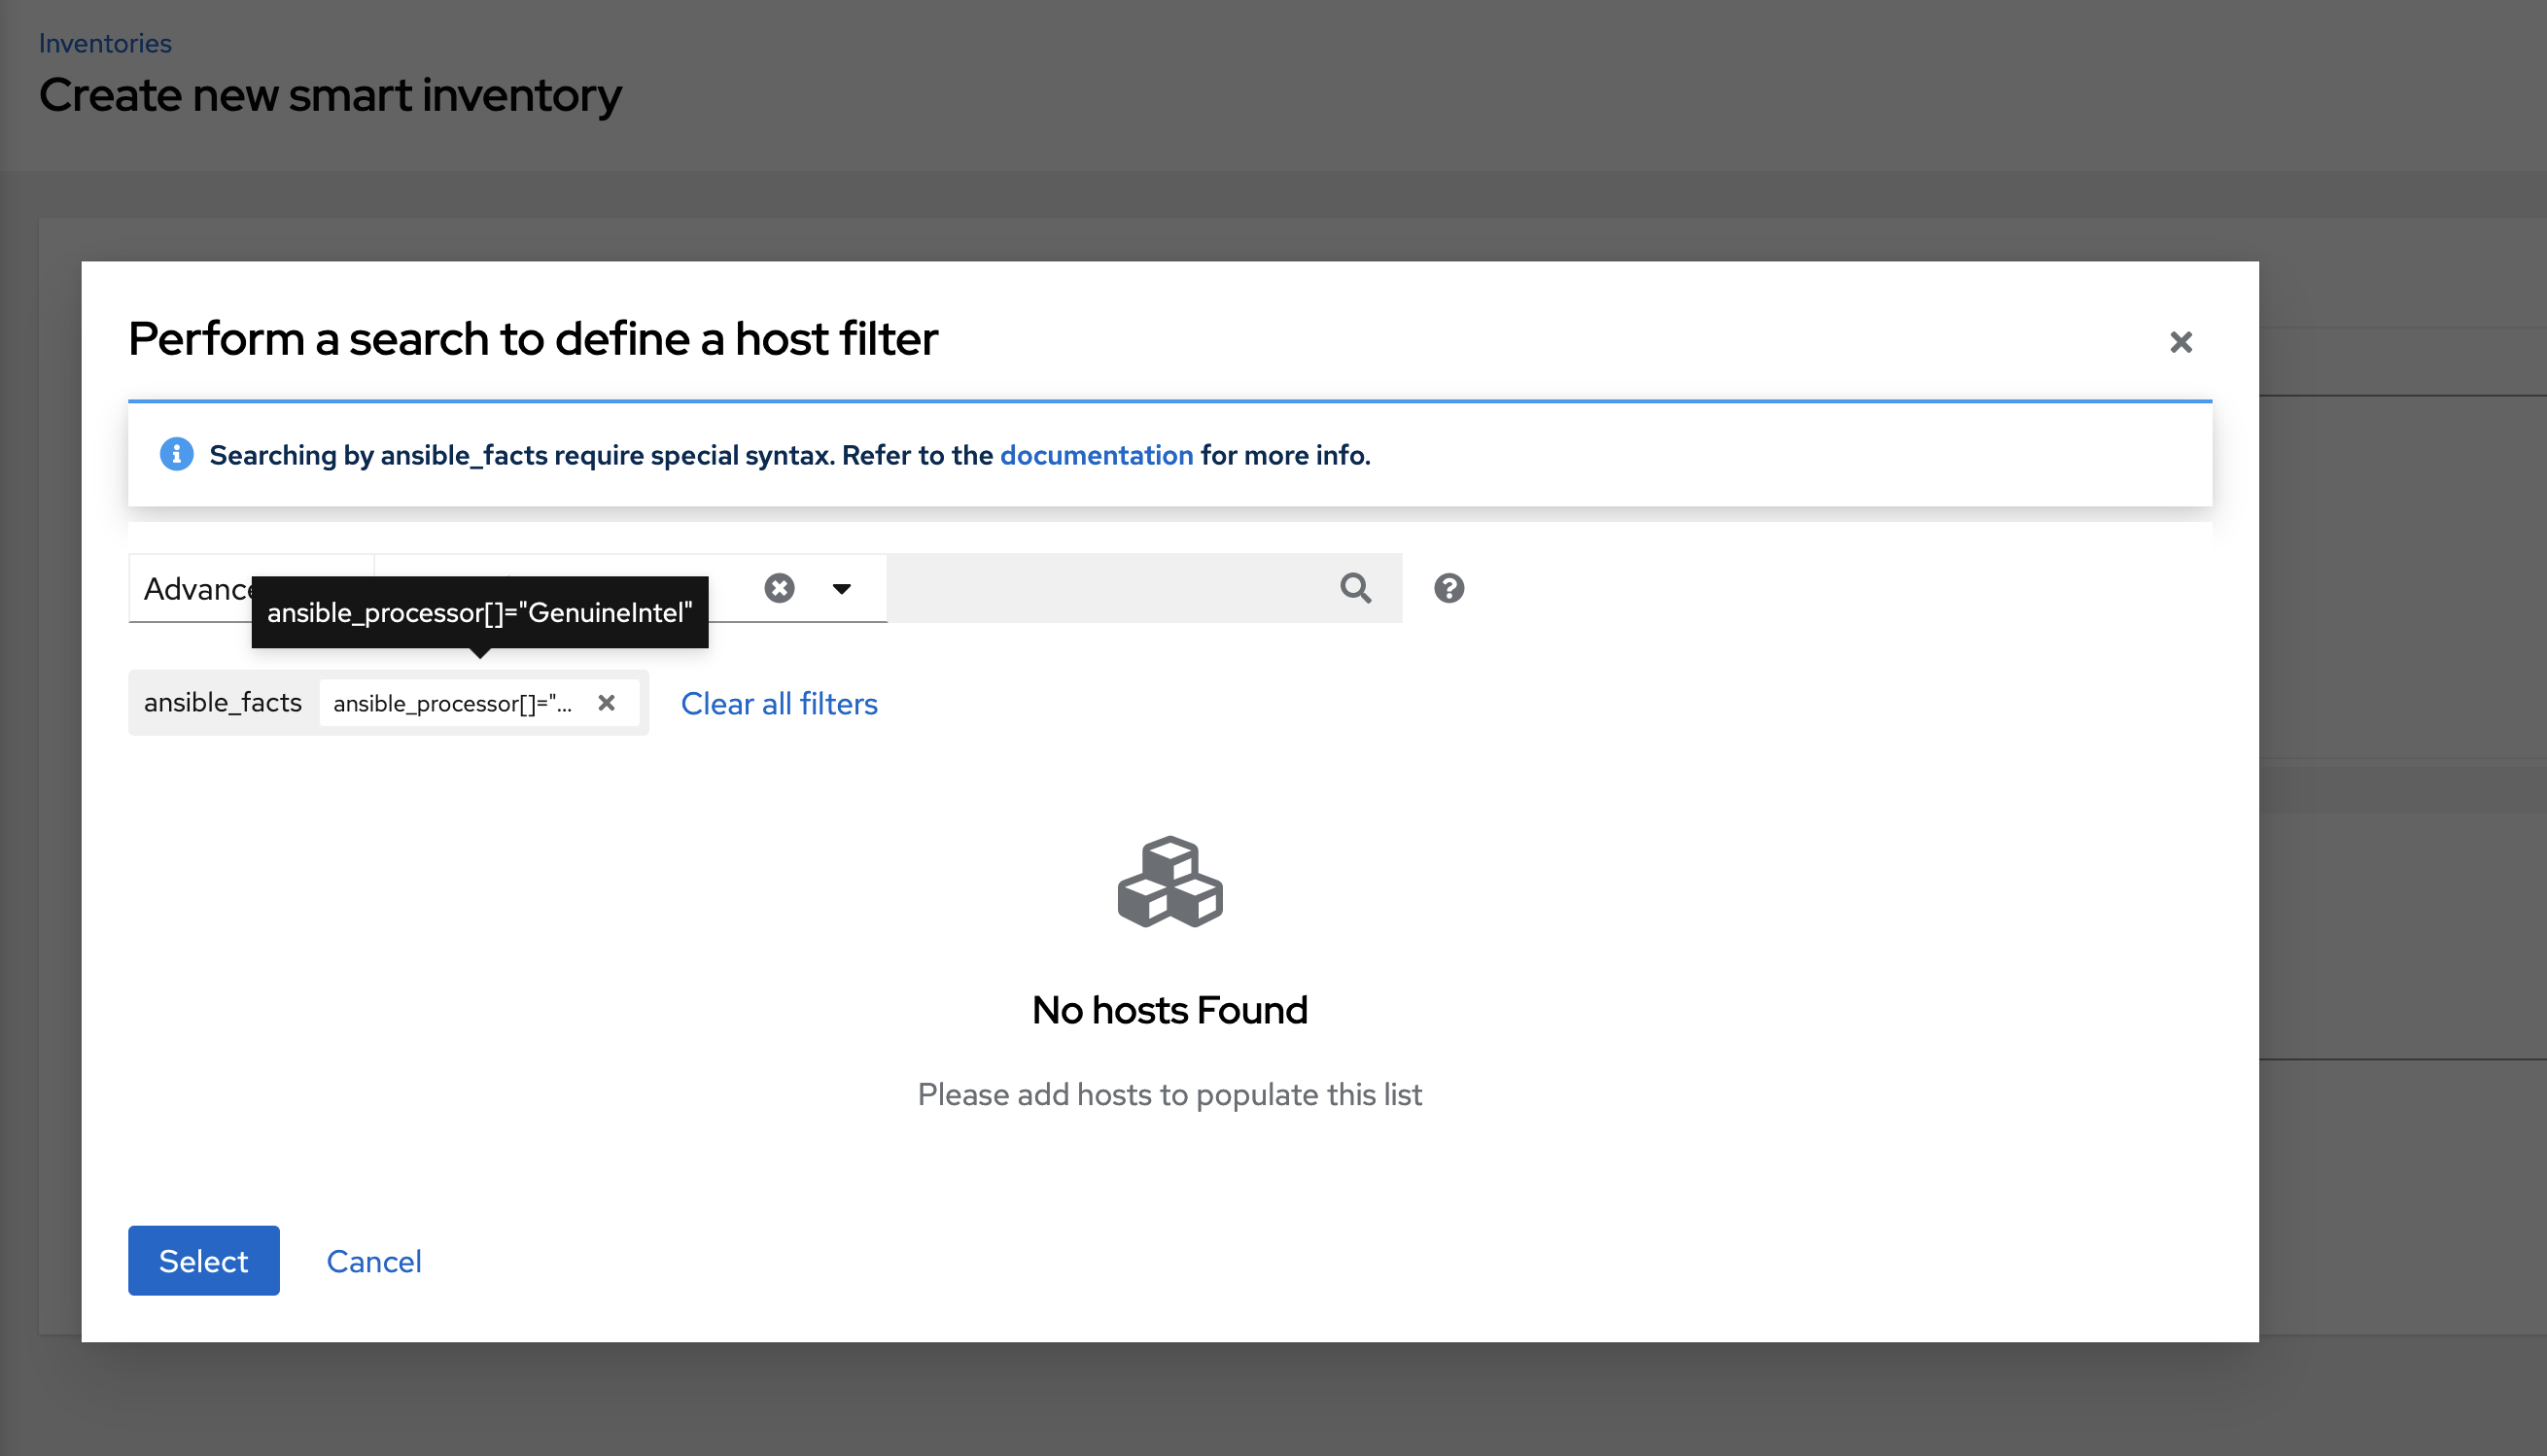 Inventories
Create new smart inventory
Perform a search to define a host filter
Searching by ansible_facts require special syntax. Refer to the documentation for more info.
Advance
ansible_processor[]="GenuineIntel"
ansible_facts ansible_processor[]="... Clear all filters
No hosts Found
Please add hosts to populate this list
Select Cancel